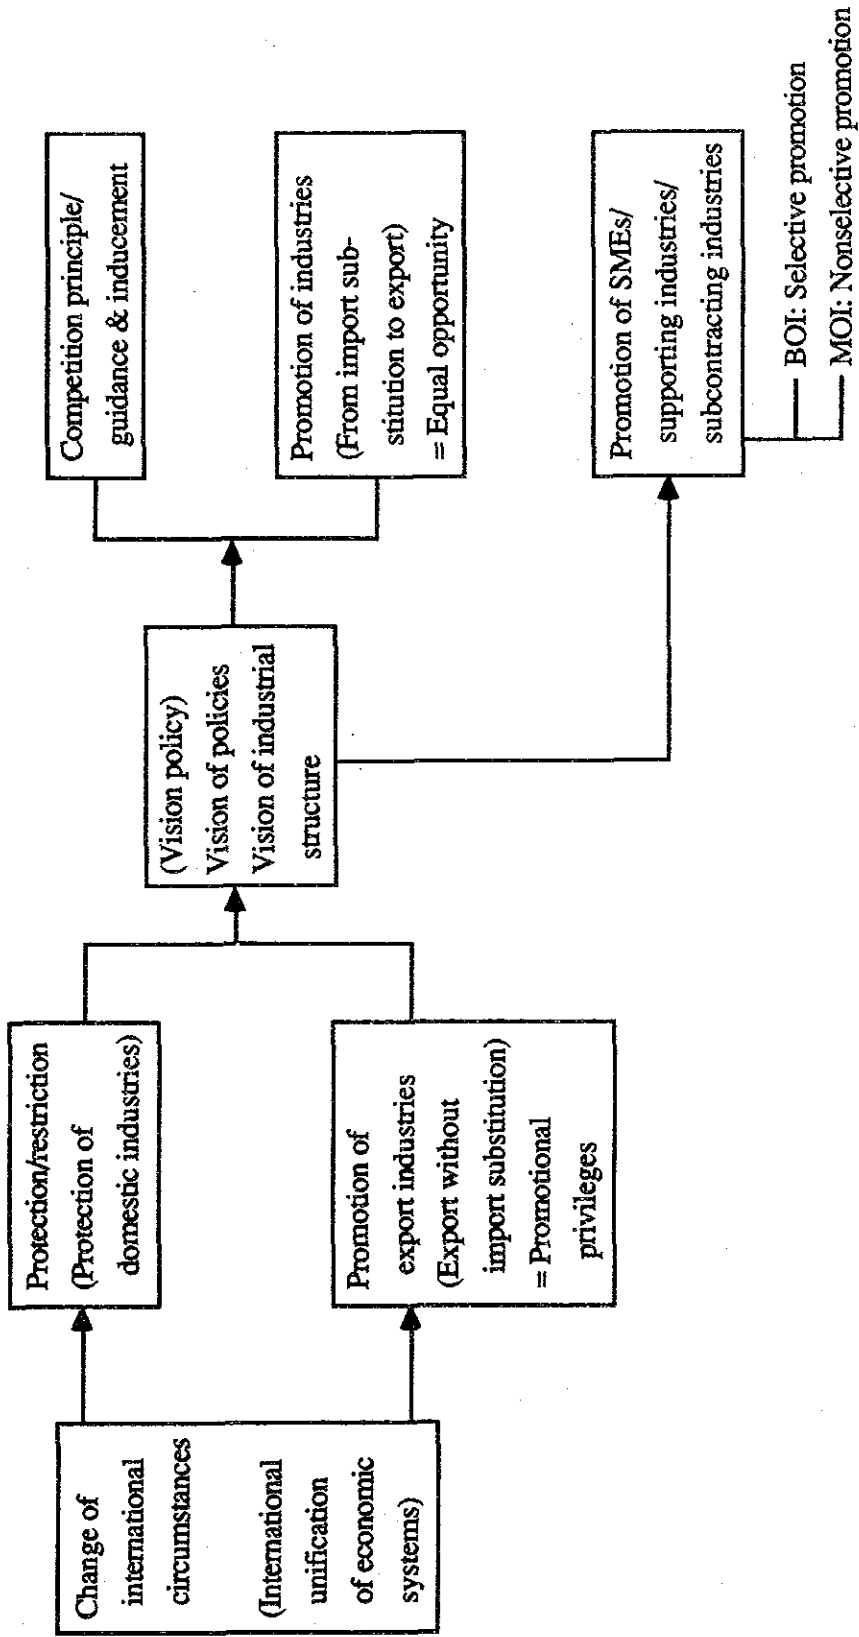 Change of
international
circumstances
(International
unification
of economic
systems)
Protection/restriction
(Protection of
domestic industries)
Promotion of
export industries
(Export without
import substitution)
= Promotional
privileges
(Vision policy)
Vision of policies
Vision of industrial
structure
Competition principle/
guidance & inducement
Promotion of industries
(From import sub-
stitution to export)
= Equal opportunity
Promotion of SMEs/
supporting industries/
subcontracting industries
BOI: Selective promotion
MOI: Nonselective promotion